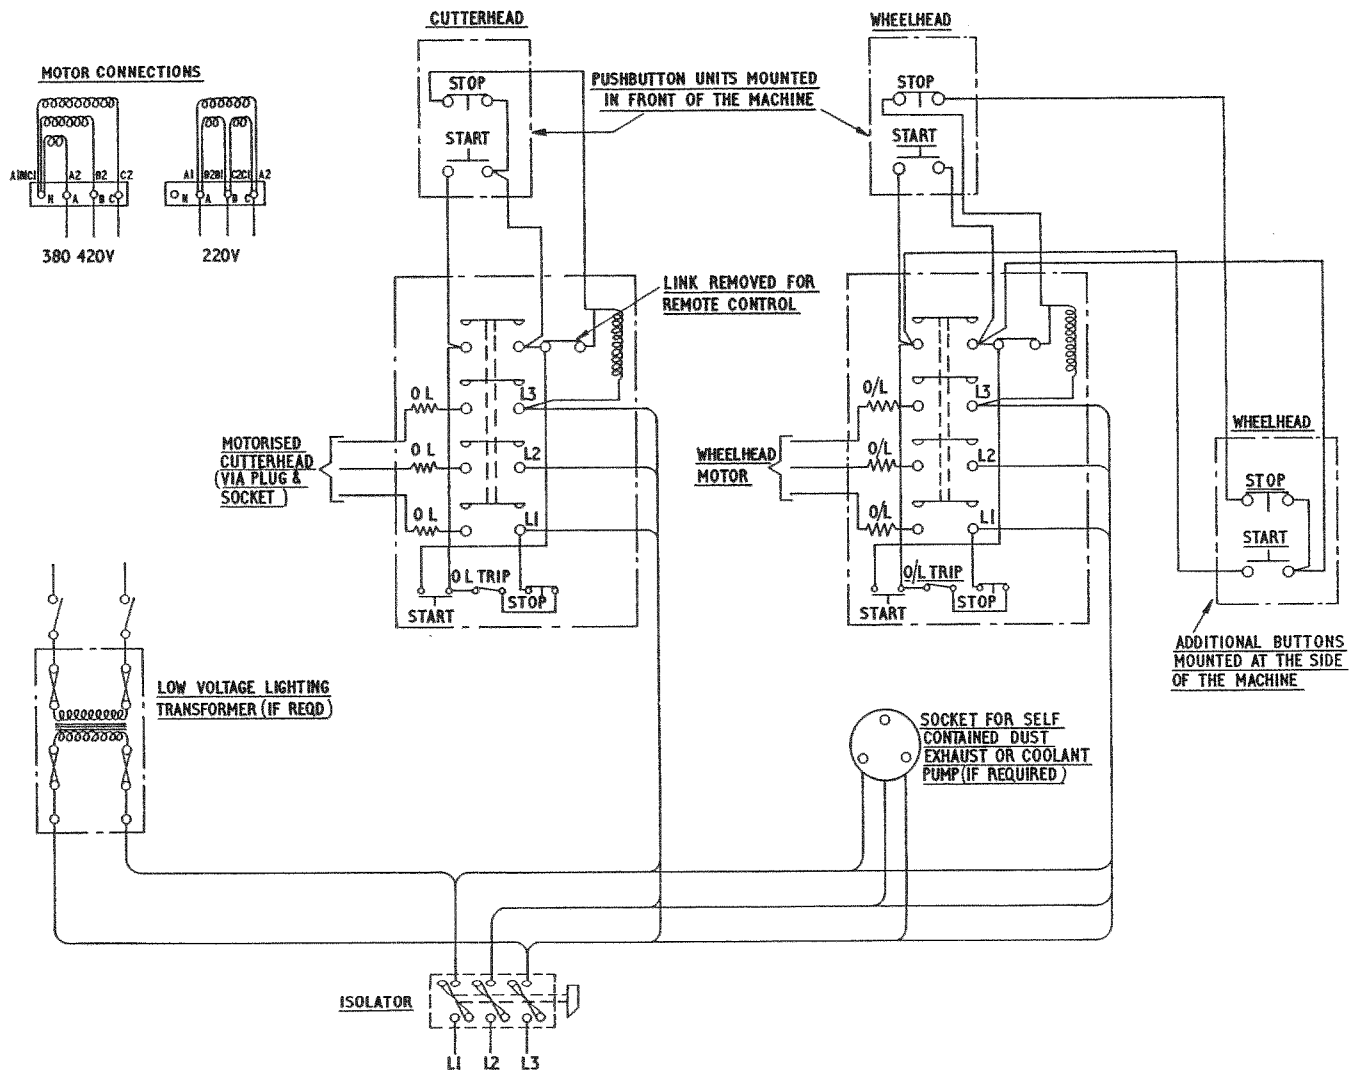 CUTTERHEAD
WHEELHEAD
MOTOR CONNECTIONS
STOP
START
PUSHBUTTON UNITS MOUNTED
IN FRONT OF THE MACHINE
STOP
START
A2 B2 C2
N A B C
380 420V
A1 B2B1 C2C1 A2
N A B C
220V
LINK REMOVED FOR
REMOTE CONTROL
O L
L3
O L
L2
O L
L1
MOTORISED
CUTTERHEAD
(VIA PLUG &
SOCKET )
O L TRIP
START
STOP
O/L
L3
O/L
L2
O/L
L1
WHEELHEAD
MOTOR
O/L TRIP
START
STOP
WHEELHEAD
STOP
START
ADDITIONAL BUTTONS
MOUNTED AT THE SIDE
OF THE MACHINE
LOW VOLTAGE LIGHTING
TRANSFORMER (IF REQD)
SOCKET FOR SELF
CONTAINED DUST
EXHAUST OR COOLANT
PUMP(IF REQUIRED)
ISOLATOR
L1 L2 L3